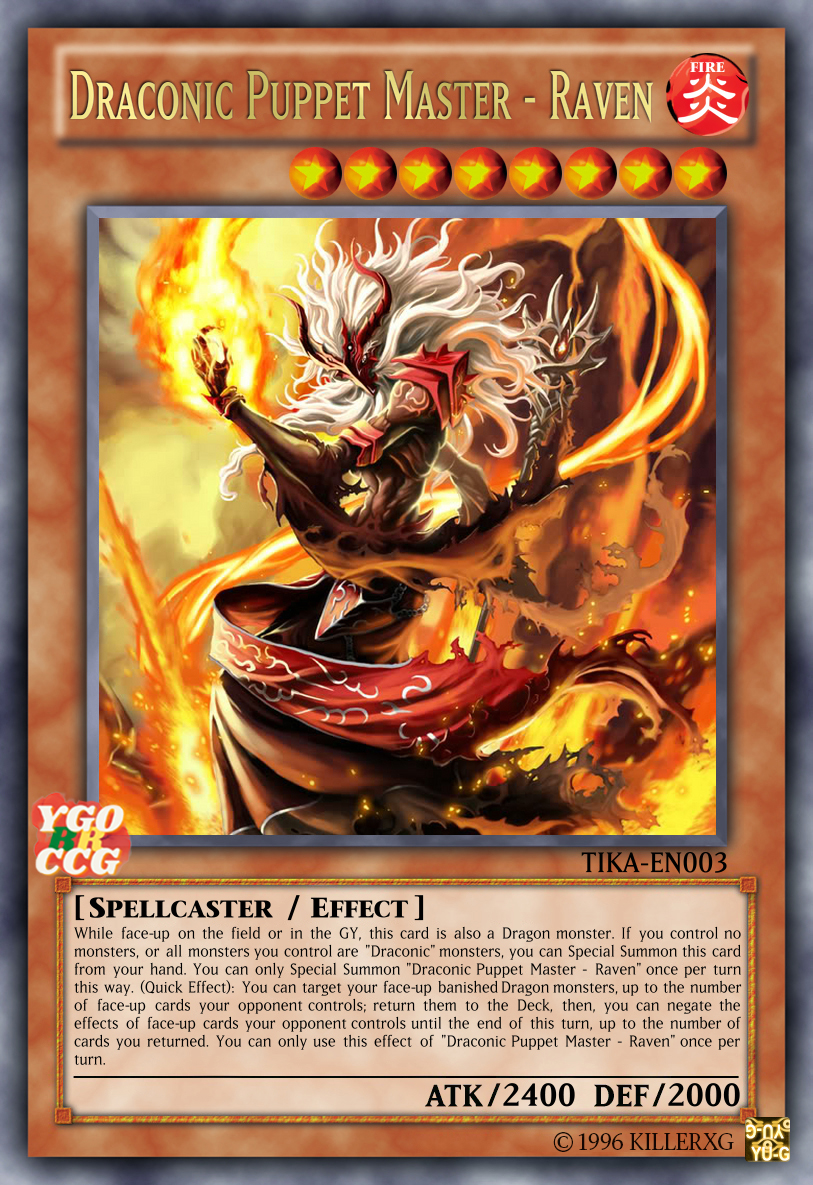 DRACONIC PUPPET MASTER - RAVEN
FIRE
炎
YGO
BR
CCG
TIKA-EN003
[ SPELLCASTER / EFFECT ]
While face-up on the field or in the GY, this card is also a Dragon monster. If you control no
monsters, or all monsters you control are "Draconic" monsters, you can Special Summon this card
from your hand. You can only Special Summon "Draconic Puppet Master - Raven" once per turn
this way. (Quick Effect): You can target your face-up banished Dragon monsters, up to the number
of face-up cards your opponent controls; return them to the Deck, then, you can negate the
effects of face-up cards your opponent controls until the end of this turn, up to the number of
cards you returned. You can only use this effect of "Draconic Puppet Master - Raven" once per
turn.
ATK/2400 DEF/2000
© 1996 KILLERXG